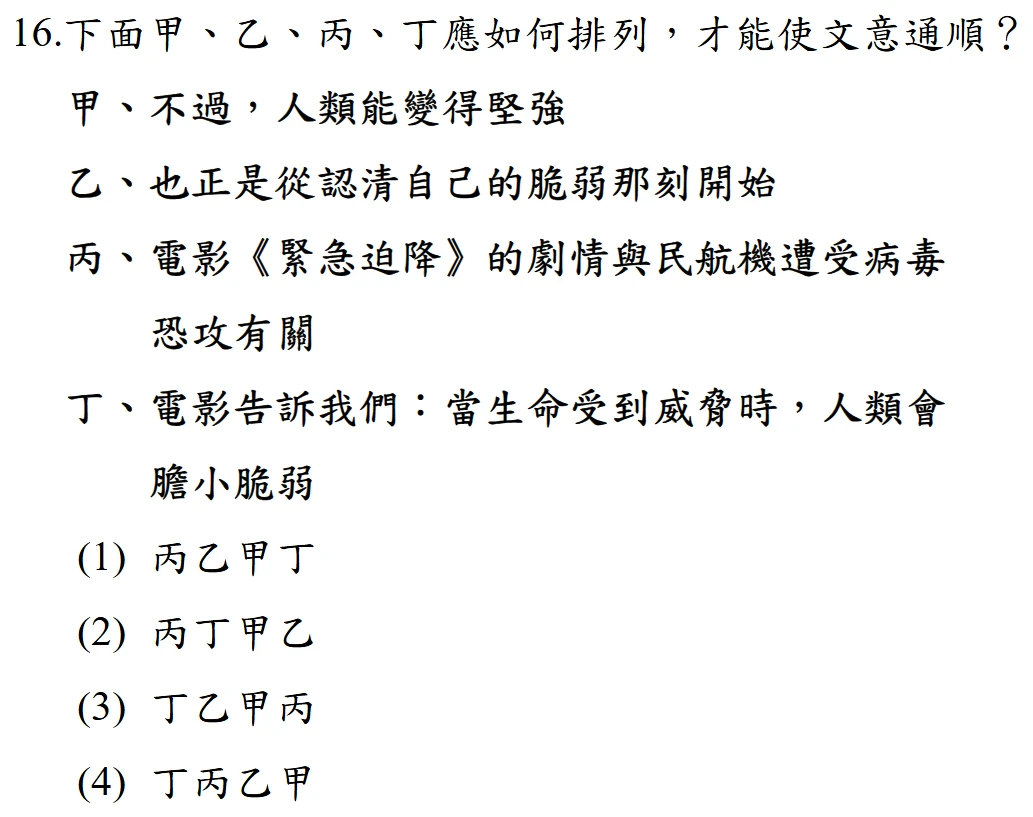 16.下面甲、乙、丙、丁應如何排列，才能使文意通順？
甲、不過，人類能變得堅強
乙、也正是從認清自己的脆弱那刻開始
丙、電影《緊急迫降》的劇情與民航機遭受病毒
恐攻有關
丁、電影告訴我們：當生命受到威脅時，人類會
膽小脆弱
(1) 丙乙甲丁
(2) 丙丁甲乙
(3) 丁乙甲丙
(4) 丁丙乙甲